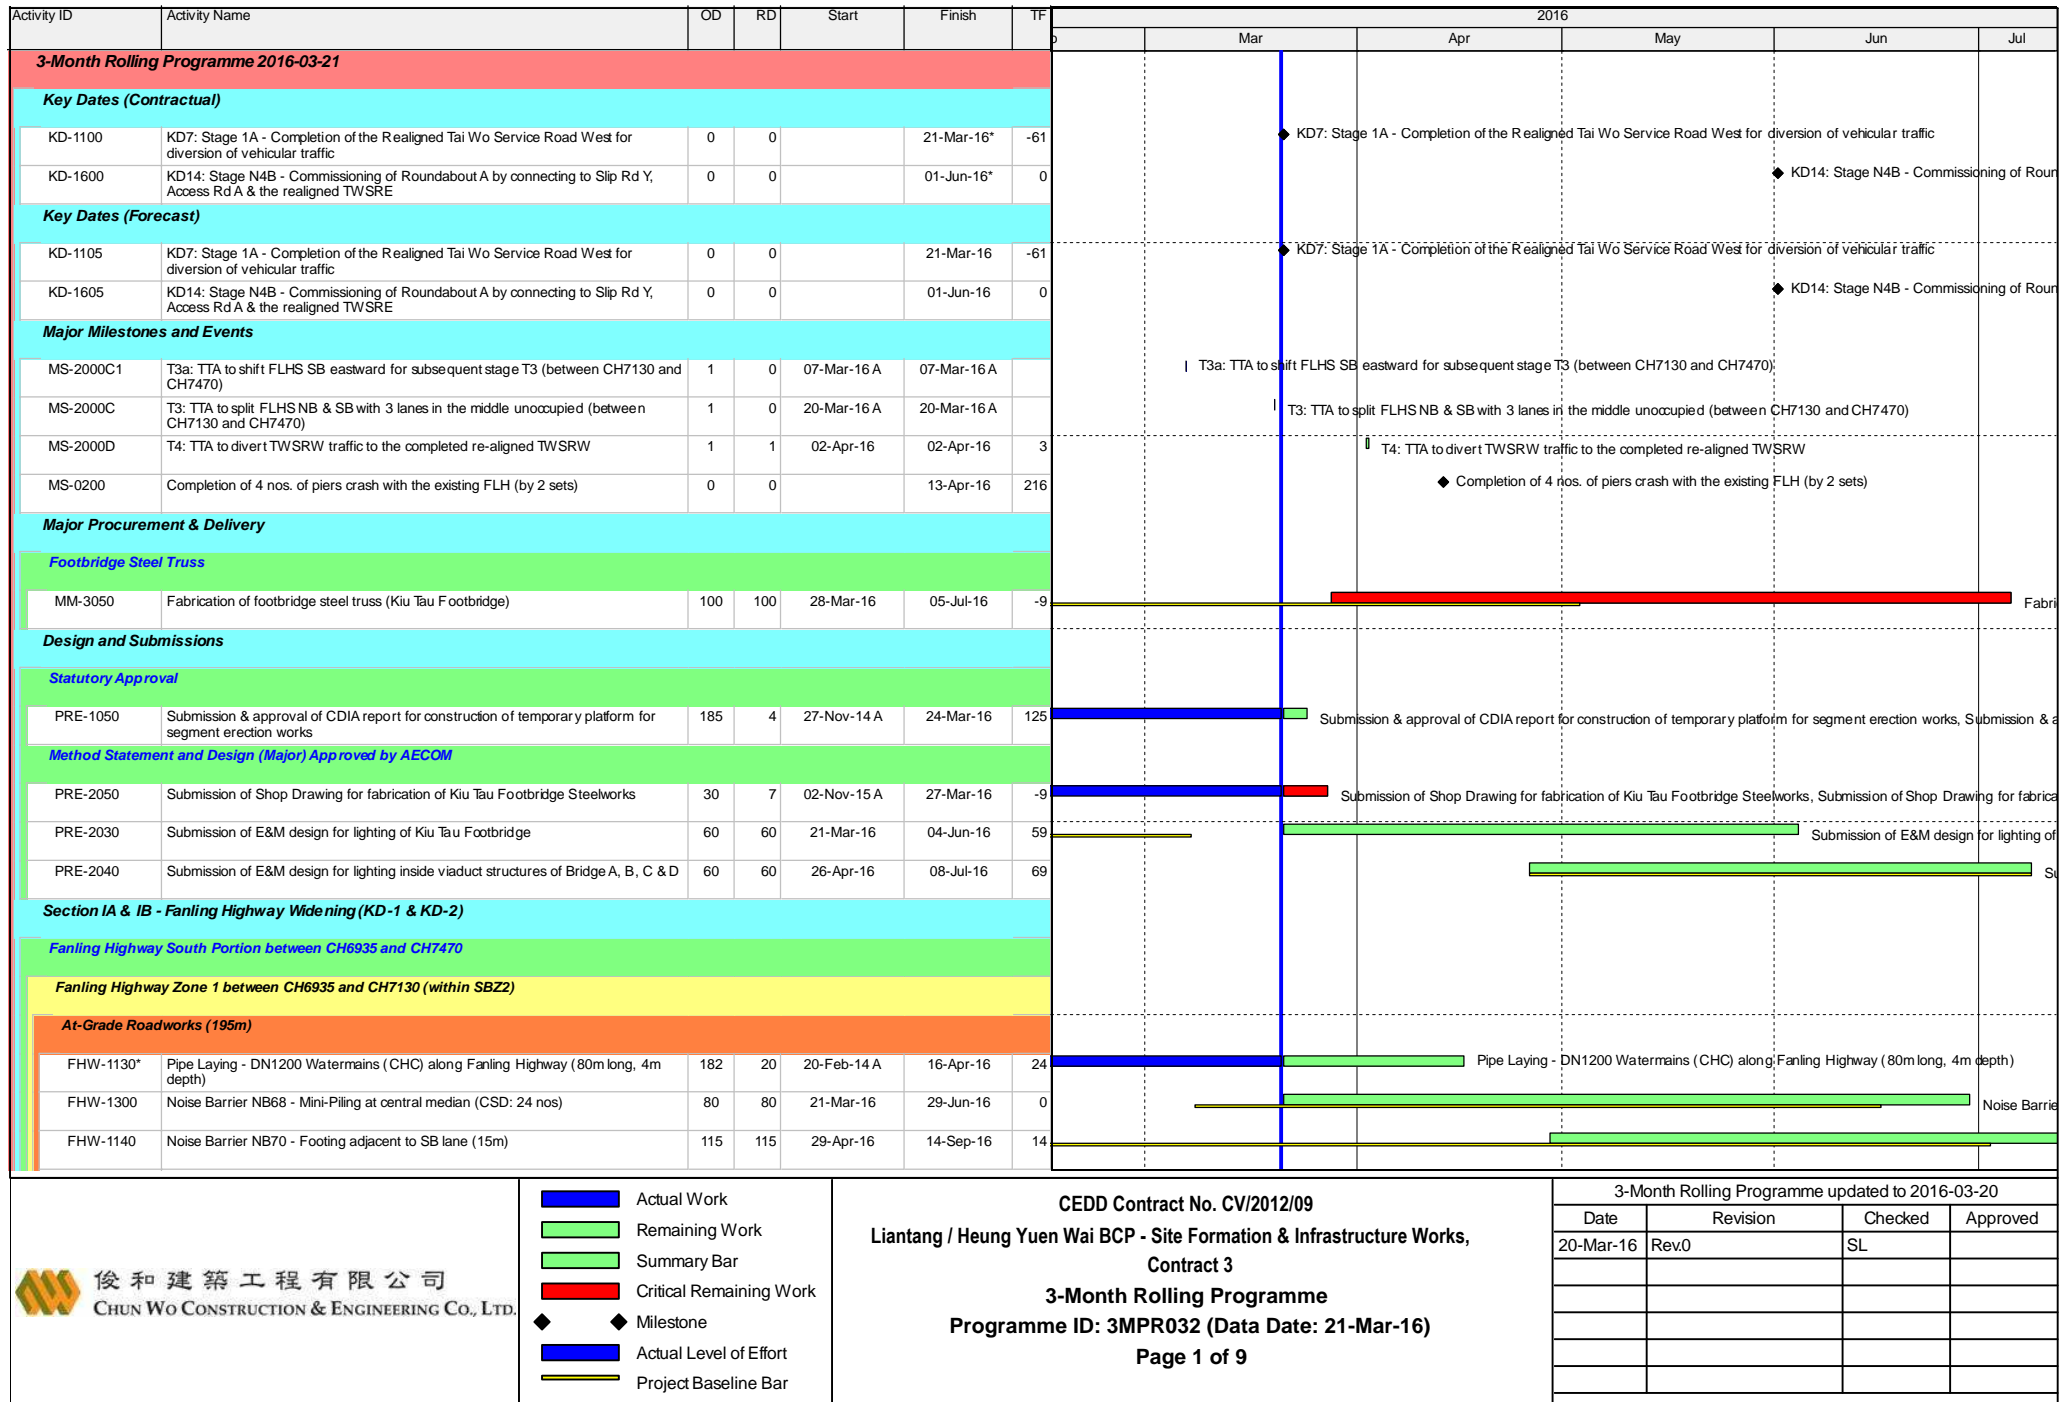 Activity ID Activity Name OD RD Start Finish TF 2016
Mar Apr May Jun Jul
3-Month Rolling Programme 2016-03-21
Key Dates (Contractual)
KD-1100 KD7: Stage 1A - Completion of the Realigned Tai Wo Service Road West for 0 0 21-Mar-16* -61 KD7: Stage 1A - Completion of the Realigned Tai Wo Service Road West for diversion of vehicular traffic
diversion of vehicular traffic
KD-1600 KD14: Stage N4B - Commissioning of Roundabout A by connecting to Slip Rd Y, 0 0 01-Jun-16* 0 KD14: Stage N4B - Commissioning of Roun
Access Rd A & the realigned TWSRE
Key Dates (Forecast)
KD-1105 KD7: Stage 1A - Completion of the Realigned Tai Wo Service Road West for 0 0 21-Mar-16 -61 KD7: Stage 1A - Completion of the Realigned Tai Wo Service Road West for diversion of vehicular traffic
diversion of vehicular traffic
KD-1605 KD14: Stage N4B - Commissioning of Roundabout A by connecting to Slip Rd Y, 0 0 01-Jun-16 0 KD14: Stage N4B - Commissioning of Roun
Access Rd A & the realigned TWSRE
Major Milestones and Events
MS-2000C1 T3a: TTA to shift FLHS SB eastward for subsequent stage T3 (between CH7130 and 1 0 07-Mar-16 A 07-Mar-16 A T3a: TTA to shift FLHS SB eastward for subsequent stage T3 (between CH7130 and CH7470)
CH7470)
MS-2000C T3: TTA to split FLHS NB & SB with 3 lanes in the middle unoccupied (between 1 0 20-Mar-16 A 20-Mar-16 A T3: TTA to split FLHS NB & SB with 3 lanes in the middle unoccupied (between CH7130 and CH7470)
CH7130 and CH7470)
MS-2000D T4: TTA to divert TWSRW traffic to the completed re-aligned TWSRW 1 1 02-Apr-16 02-Apr-16 3 T4: TTA to divert TWSRW traffic to the completed re-aligned TWSRW
MS-0200 Completion of 4 nos. of piers crash with the existing FLH (by 2 sets) 0 0 13-Apr-16 216 Completion of 4 nos. of piers crash with the existing FLH (by 2 sets)
Major Procurement & Delivery
Footbridge Steel Truss
MM-3050 Fabrication of footbridge steel truss (Kiu Tau Footbridge) 100 100 28-Mar-16 05-Jul-16 -9 Fabri
Design and Submissions
Statutory Approval
PRE-1050 Submission & approval of CDIA report for construction of temporary platform for 185 4 27-Nov-14 A 24-Mar-16 125 Submission & approval of CDIA report for construction of temporary platform for segment erection works, Submission & a
segment erection works
Method Statement and Design (Major) Approved by AECOM
PRE-2050 Submission of Shop Drawing for fabrication of Kiu Tau Footbridge Steelworks 30 7 02-Nov-15 A 27-Mar-16 -9 Submission of Shop Drawing for fabrication of Kiu Tau Footbridge Steelworks, Submission of Shop Drawing for fabrica
PRE-2030 Submission of E&M design for lighting of Kiu Tau Footbridge 60 60 21-Mar-16 04-Jun-16 59 Submission of E&M design for lighting of
PRE-2040 Submission of E&M design for lighting inside viaduct structures of Bridge A, B, C & D 60 60 26-Apr-16 08-Jul-16 69 Su
Section IA & IB - Fanling Highway Widening (KD-1 & KD-2)
Fanling Highway South Portion between CH6935 and CH7470
Fanling Highway Zone 1 between CH6935 and CH7130 (within SBZ2)
At-Grade Roadworks (195m)
FHW-1130* Pipe Laying - DN1200 Watermains (CHC) along Fanling Highway (80m long, 4m 182 20 20-Feb-14 A 16-Apr-16 24 Pipe Laying - DN1200 Watermains (CHC) along Fanling Highway (80m long, 4m depth)
depth)
FHW-1300 Noise Barrier NB68 - Mini-Piling at central median (CSD: 24 nos) 80 80 21-Mar-16 29-Jun-16 0 Noise Barrie
FHW-1140 Noise Barrier NB70 - Footing adjacent to SB lane (15m) 115 115 29-Apr-16 14-Sep-16 14
俊和建築工程有限公司
CHUN WO CONSTRUCTION & ENGINEERING CO., LTD.
Actual Work
Remaining Work
Summary Bar
Critical Remaining Work
Milestone
Actual Level of Effort
Project Baseline Bar
CEDD Contract No. CV/2012/09
Liantang / Heung Yuen Wai BCP - Site Formation & Infrastructure Works,
Contract 3
3-Month Rolling Programme
Programme ID: 3MPR032 (Data Date: 21-Mar-16)
Page 1 of 9
3-Month Rolling Programme updated to 2016-03-20
Date Revision Checked Approved
20-Mar-16 Rev.0 SL